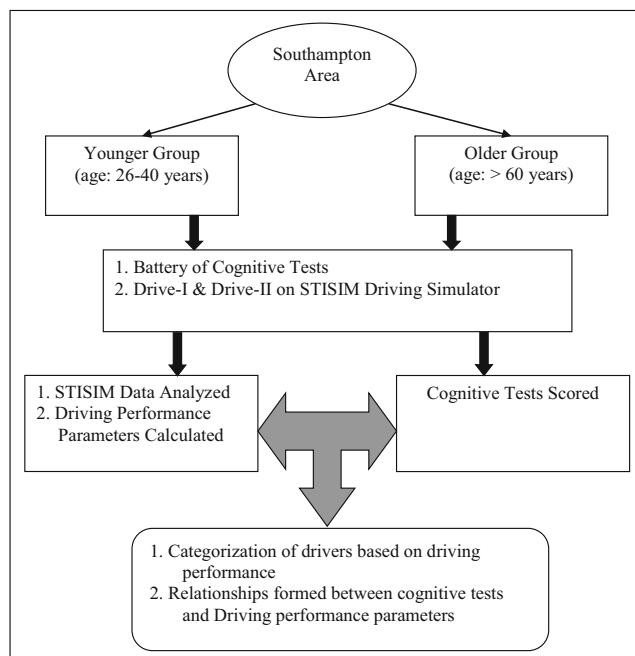 Southampton
Area
Younger Group
(age: 26-40 years)
Older Group
(age: > 60 years)
1. Battery of Cognitive Tests
2. Drive-I & Drive-II on STISIM Driving Simulator
1. STISIM Data Analyzed
2. Driving Performance
Parameters Calculated
Cognitive Tests Scored
1. Categorization of drivers based on driving
performance
2. Relationships formed between cognitive tests
and Driving performance parameters